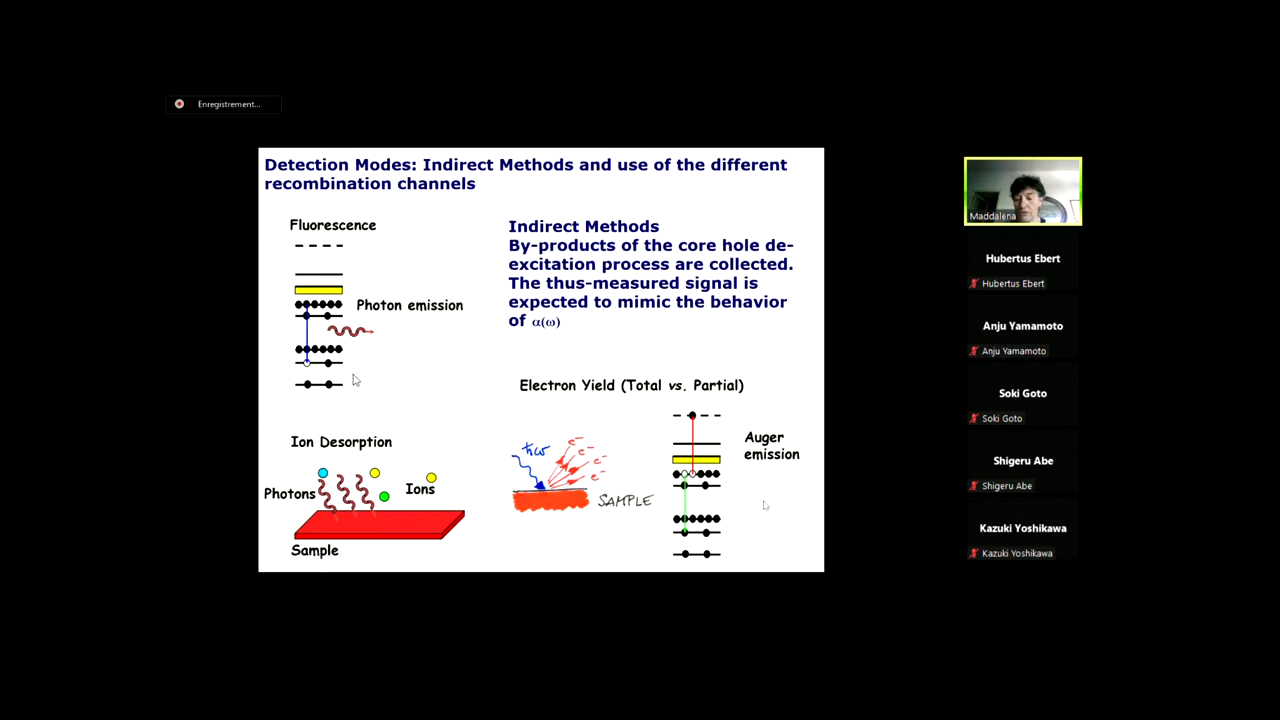 Enregistrement...
Detection Modes: Indirect Methods and use of the different
recombination channels
Fluorescence
Photon emission
Indirect Methods
By-products of the core hole de-
excitation process are collected.
The thus-measured signal is
expected to mimic the behavior
of α(ω)
Electron Yield (Total vs. Partial)
Auger
emission
Ion Desorption
Photons
Ions
Sample
ħω
e⁻
e⁻
e⁻
e⁻
SAMPLE
Maddalena
Hubertus Ebert
Hubertus Ebert
Anju Yamamoto
Anju Yamamoto
Soki Goto
Soki Goto
Shigeru Abe
Shigeru Abe
Kazuki Yoshikawa
Kazuki Yoshikawa